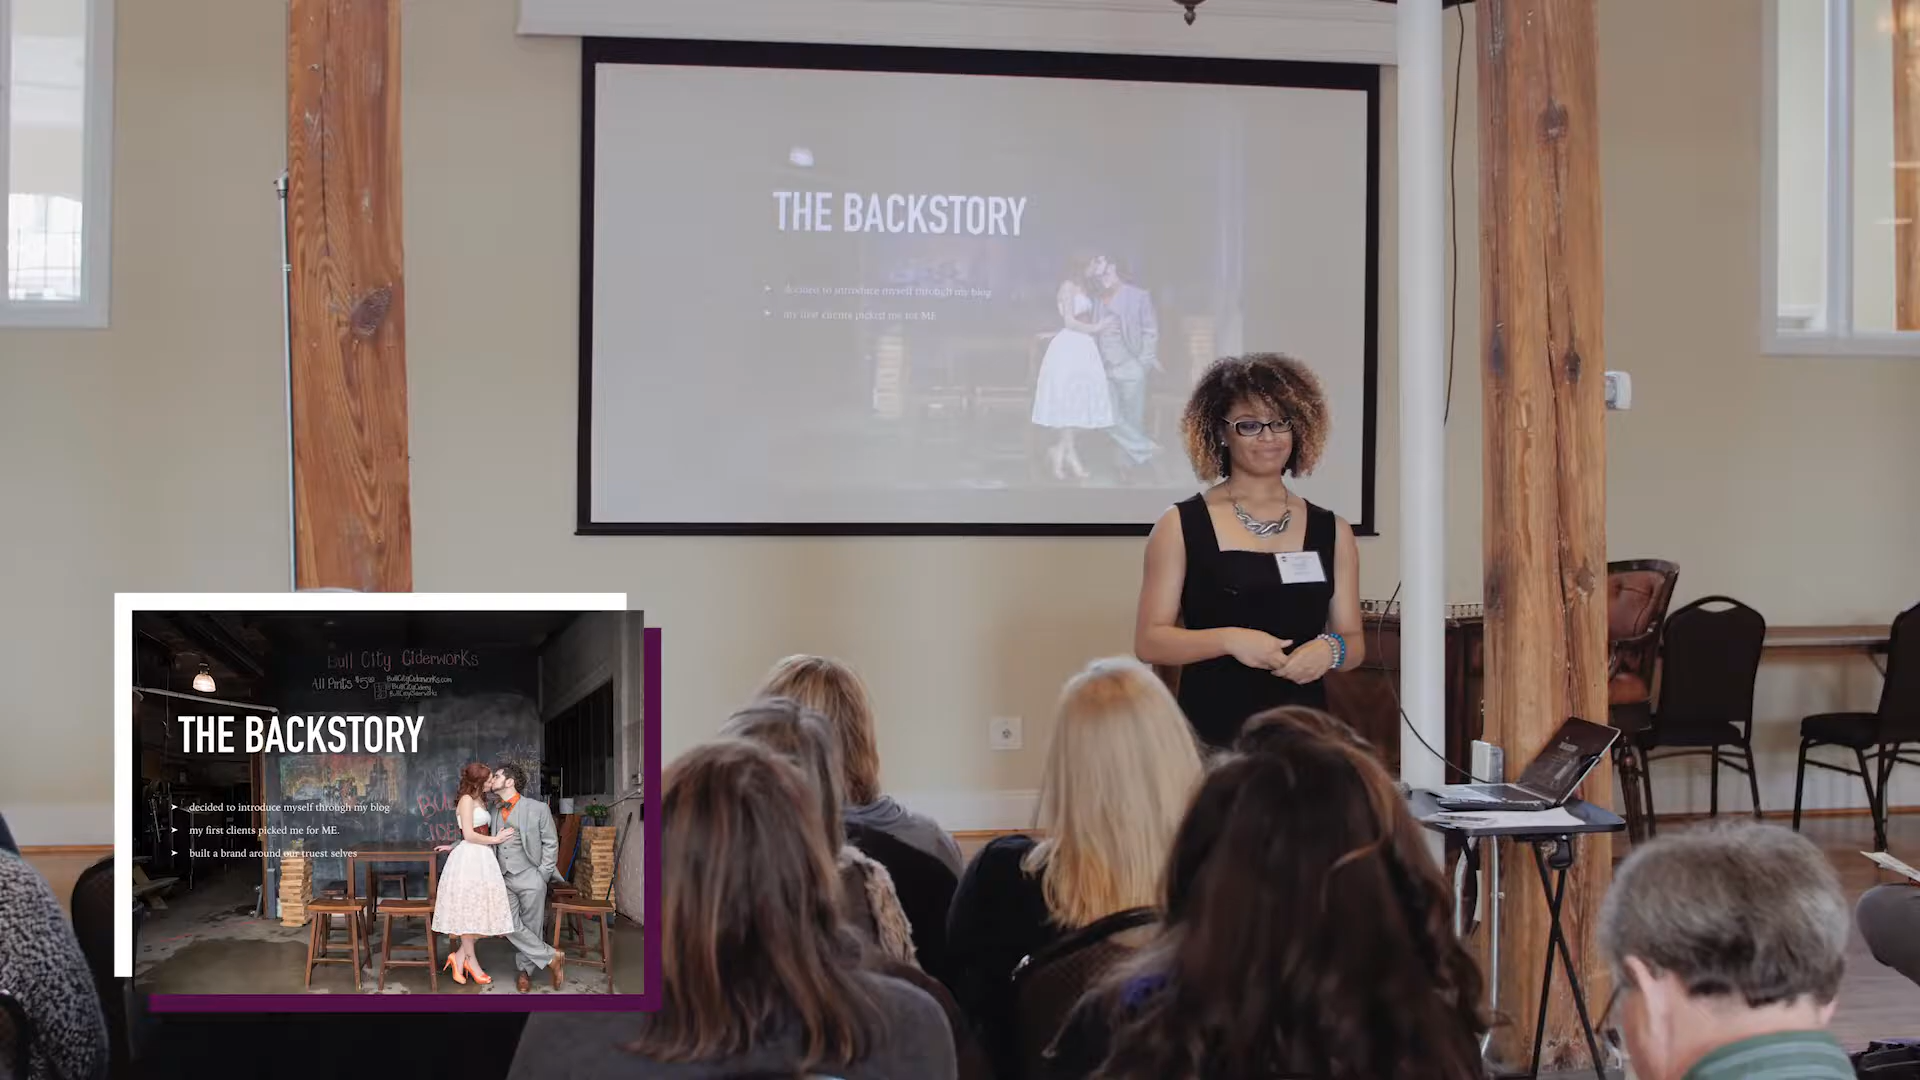 THE BACKSTORY
decided to introduce myself through my blog
my first clients picked me for ME
Bull City Ciderworks
All Pints
BullCityCiderworks.com
THE BACKSTORY
➤ decided to introduce myself through my blog
➤ my first clients picked me for ME.
➤ built a brand around our truest selves